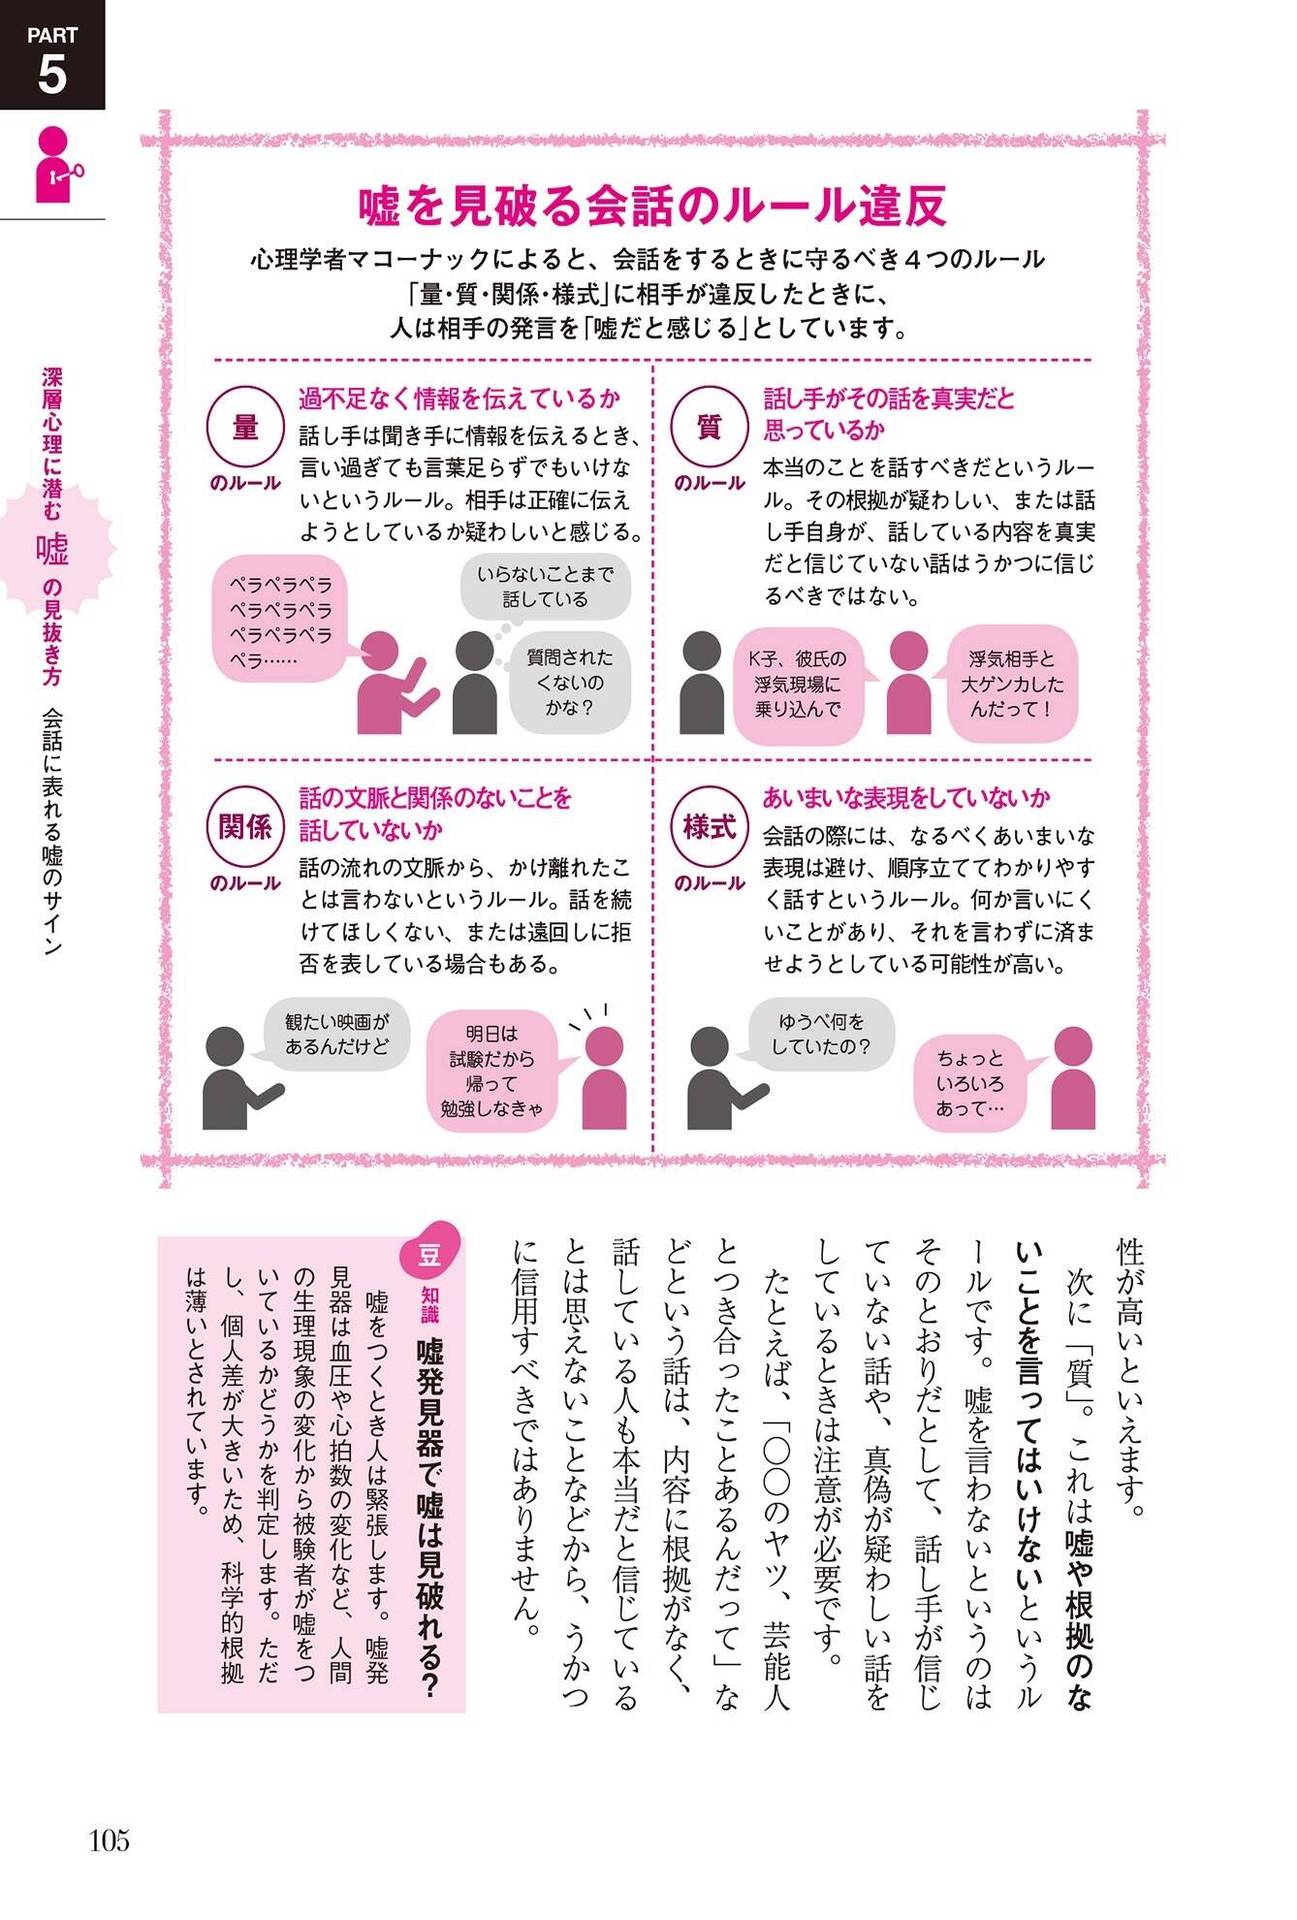 PART
5
深層心理に潜む 嘘 の見抜き方 会話に表れる嘘のサイン
嘘を見破る会話のルール違反
心理学者マコーナックによると、会話をするときに守るべき4つのルール
「量・質・関係・様式」に相手が違反したときに、
人は相手の発言を「嘘だと感じる」としています。
量
のルール
過不足なく情報を伝えているか
話し手は聞き手に情報を伝えるとき、
言い過ぎても言葉足らずでもいけな
いというルール。相手は正確に伝え
ようとしているか疑わしいと感じる。
ペラペラペラ
ペラペラペラ
ペラペラペラ
ペラ……
いらないことまで
話している
質問された
くないの
かな？
質
のルール
話し手がその話を真実だと
思っているか
本当のことを話すべきだというルー
ル。その根拠が疑わしい、または話
し手自身が、話している内容を真実
だと信じていない話はうかつに信じ
るべきではない。
K子、彼氏の
浮気現場に
乗り込んで
浮気相手と
大ゲンカした
んだって！
関係
のルール
話の文脈と関係のないことを
話していないか
話の流れの文脈から、かけ離れたこ
とは言わないというルール。話を続
けてほしくない、または遠回しに拒
否を表している場合もある。
観たい映画が
あるんだけど
明日は
試験だから
帰って
勉強しなきゃ
様式
のルール
あいまいな表現をしていないか
会話の際には、なるべくあいまいな
表現は避け、順序立ててわかりやす
く話すというルール。何か言いにく
いことがあり、それを言わずに済ま
せようとしている可能性が高い。
ゆうべ何を
していたの？
ちょっと
いろいろ
あって…
性が高いといえます。
次に「質」。これは嘘や根拠のな
いことを言ってはいけないというル
ールです。嘘を言わないというのは
そのとおりだとして、話し手が信じ
ていない話や、真偽が疑わしい話を
しているときは注意が必要です。
たとえば、「〇〇のヤツ、芸能人
とつき合ったことあるんだって」な
どという話は、内容に根拠がなく、
話している人も本当だと信じている
とは思えないことなどから、うかつ
に信用すべきではありません。
豆知識 嘘発見器で嘘は見破れる？
嘘をつくとき人は緊張します。嘘発
見器は血圧や心拍数の変化など、人間
の生理現象の変化から被験者が嘘をつ
いているかどうかを判定します。ただ
し、個人差が大きいため、科学的根拠
は薄いとされています。
105